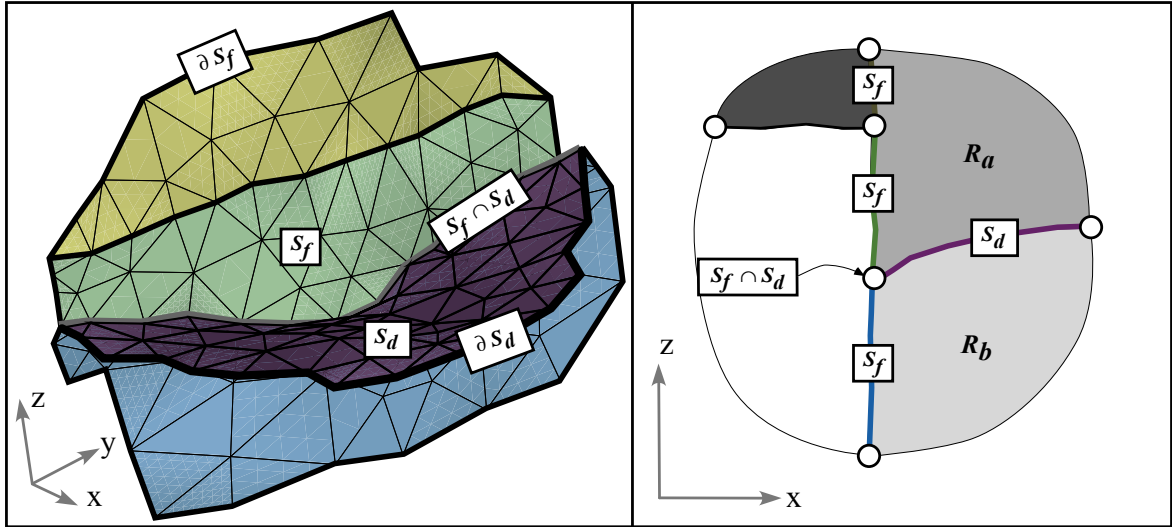 ∂ S_f
S_f ∩ S_d
S_f
S_d
∂ S_d
z
y
x
S_f
R_a
S_f
S_d
S_f ∩ S_d
R_b
S_f
z
x